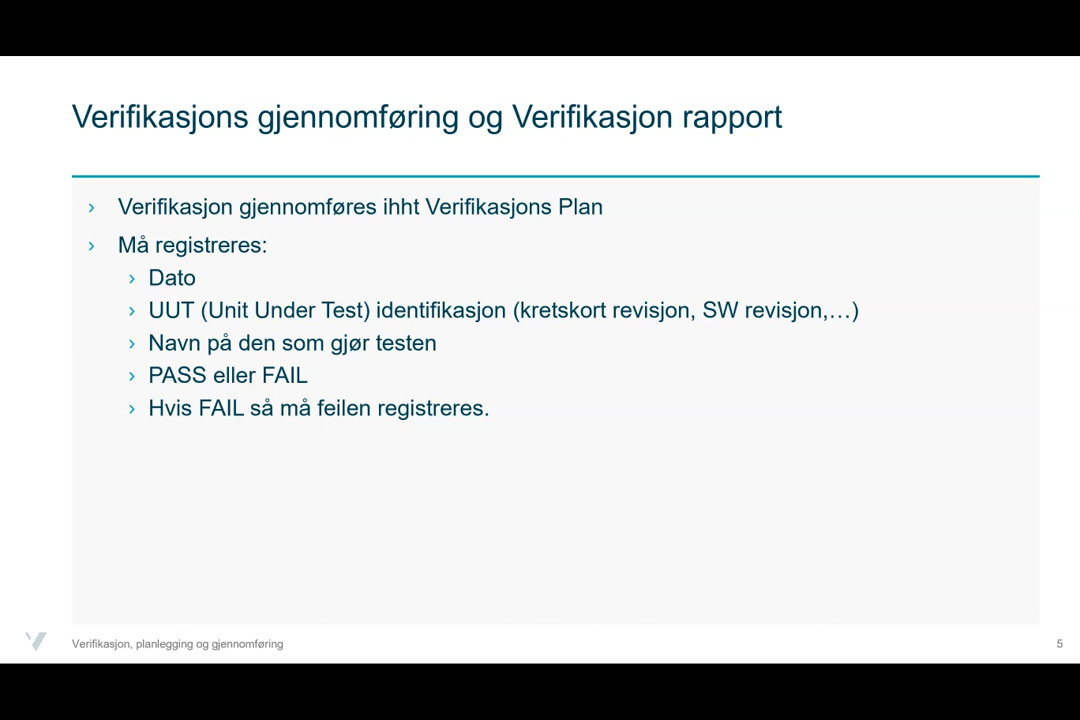 Verifikasjons gjennomføring og Verifikasjon rapport
› Verifikasjon gjennomføres ihht Verifikasjons Plan
› Må registreres:
› Dato
› UUT (Unit Under Test) identifikasjon (kretskort revisjon, SW revisjon,…)
› Navn på den som gjør testen
› PASS eller FAIL
› Hvis FAIL så må feilen registreres.
Verifikasjon, planlegging og gjennomføring
5